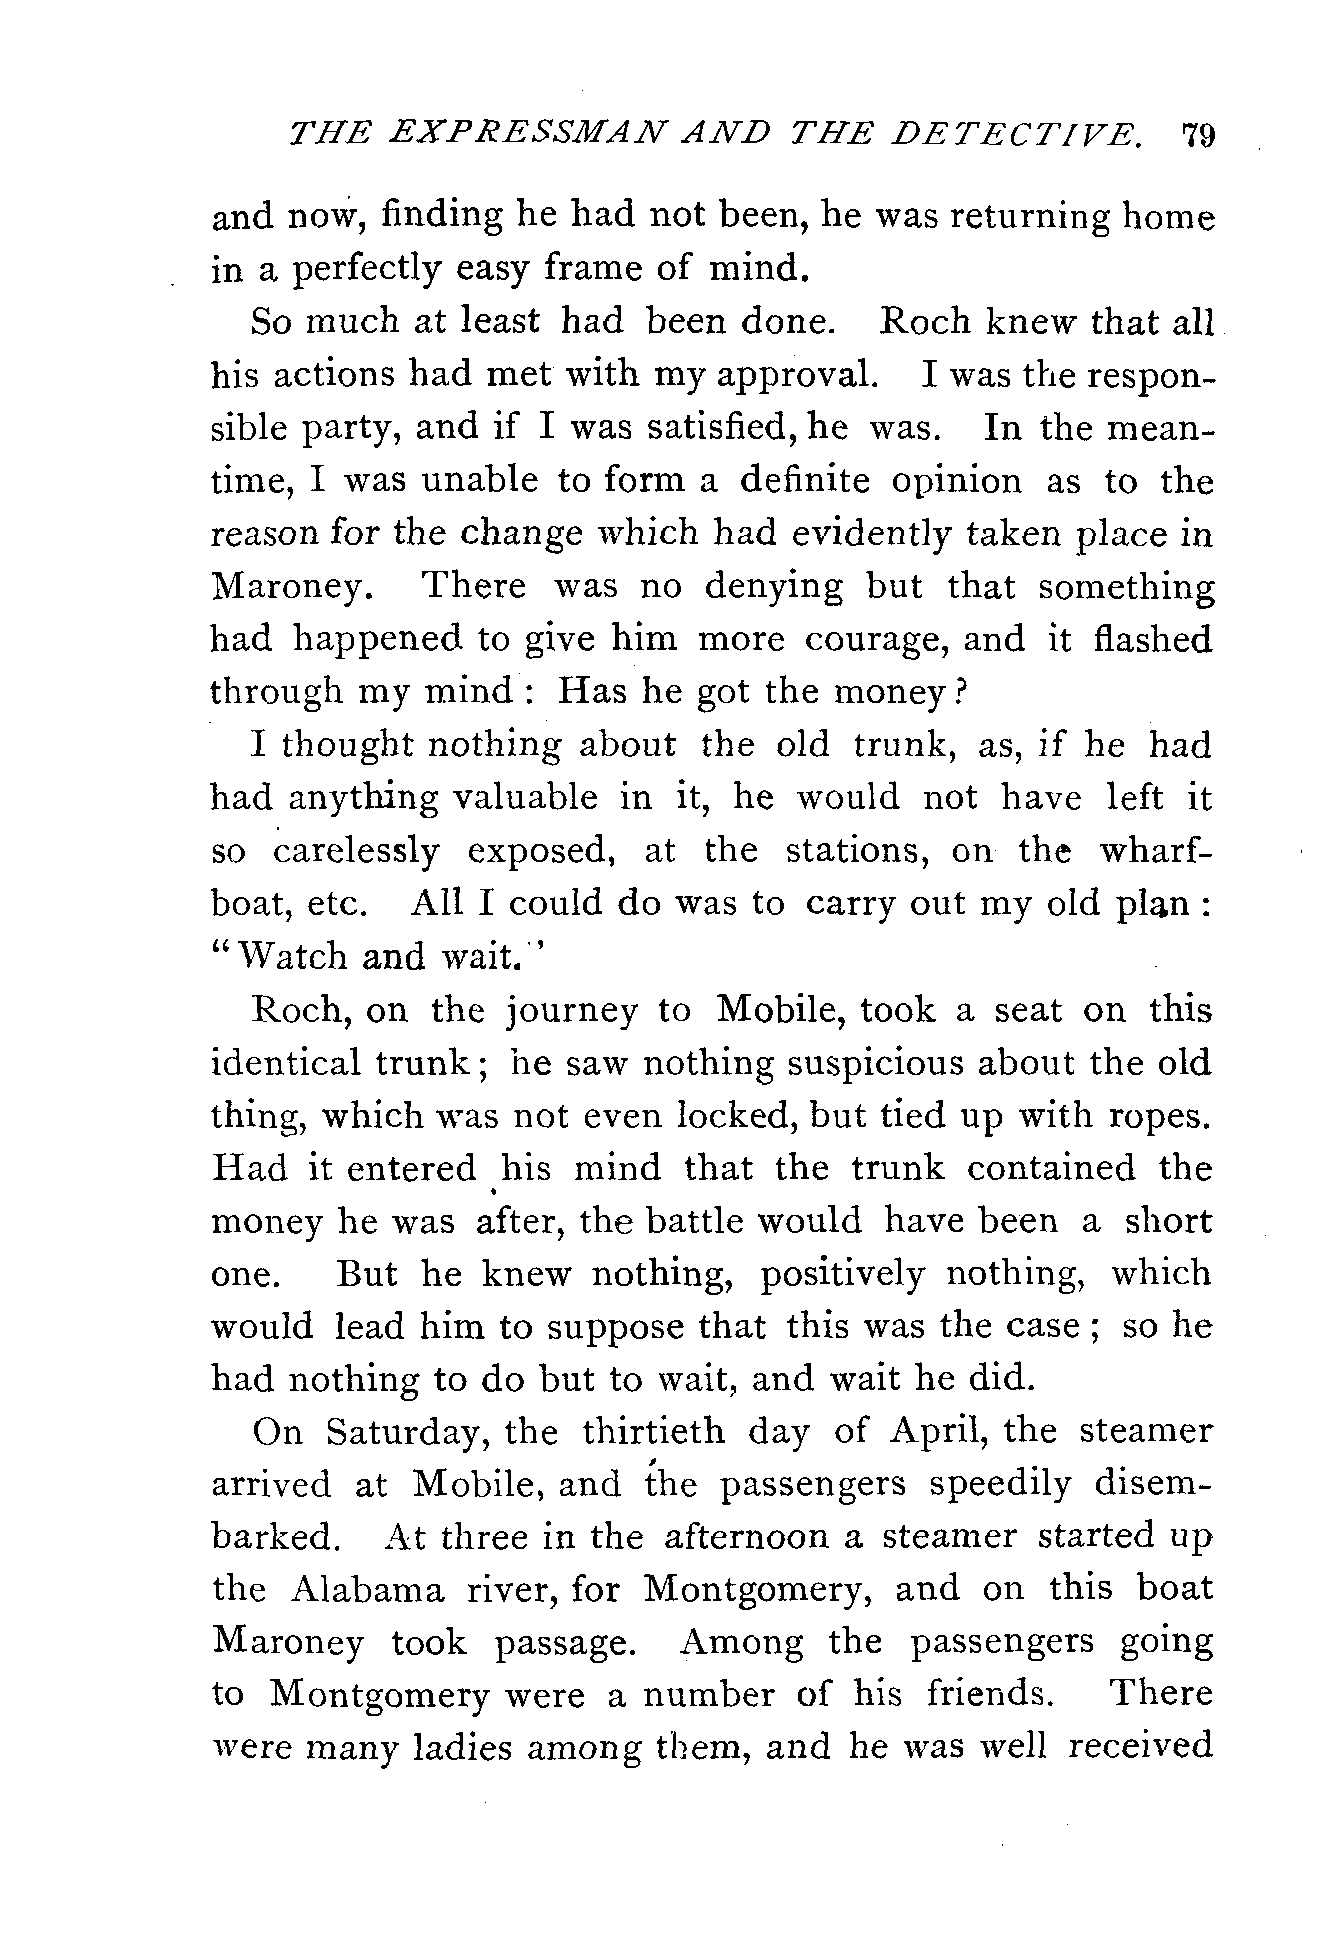 THE EXPRESSMAN AND THE DETECTIVE. 79
and now, finding he had not been, he was returning home
in a perfectly easy frame of mind.
So much at least had been done. Roch knew that all
his actions had met with my approval. I was the respon-
sible party, and if I was satisfied, he was. In the mean-
time, I was unable to form a definite opinion as to the
reason for the change which had evidently taken place in
Maroney. There was no denying but that something
had happened to give him more courage, and it flashed
through my mind : Has he got the money ?
I thought nothing about the old trunk, as, if he had
had anything valuable in it, he would not have left it
so carelessly exposed, at the stations, on the wharf-
boat, etc. All I could do was to carry out my old plan :
“ Watch and wait.”
Roch, on the journey to Mobile, took a seat on this
identical trunk ; he saw nothing suspicious about the old
thing, which was not even locked, but tied up with ropes.
Had it entered his mind that the trunk contained the
money he was after, the battle would have been a short
one. But he knew nothing, positively nothing, which
would lead him to suppose that this was the case ; so he
had nothing to do but to wait, and wait he did.
On Saturday, the thirtieth day of April, the steamer
arrived at Mobile, and the passengers speedily disem-
barked. At three in the afternoon a steamer started up
the Alabama river, for Montgomery, and on this boat
Maroney took passage. Among the passengers going
to Montgomery were a number of his friends. There
were many ladies among them, and he was well received